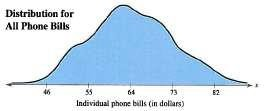 Distribution for
All Phone Bills
46 55 64 73 82 x
Individual phone bills (in dollars)